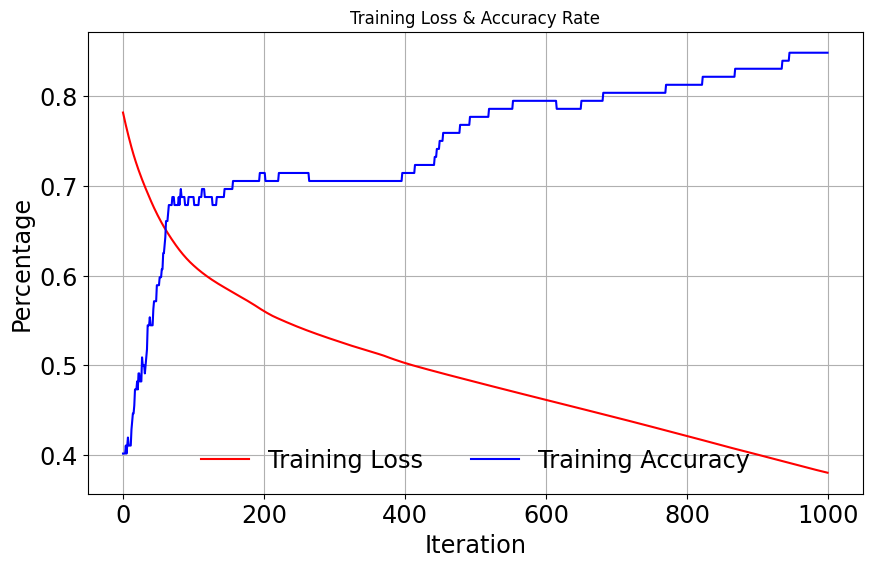 Training Loss & Accuracy Rate
Percentage
0.8
0.7
0.6
0.5
0.4
Training Loss Training Accuracy
0 200 400 600 800 1000
Iteration